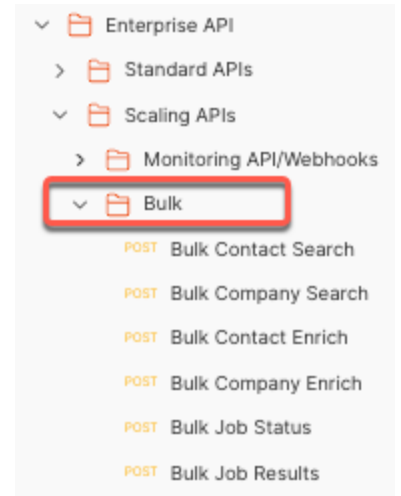 Enterprise API
Standard APIs
Scaling APIs
Monitoring API/Webhooks
Bulk
POST Bulk Contact Search
POST Bulk Company Search
POST Bulk Contact Enrich
POST Bulk Company Enrich
POST Bulk Job Status
POST Bulk Job Results